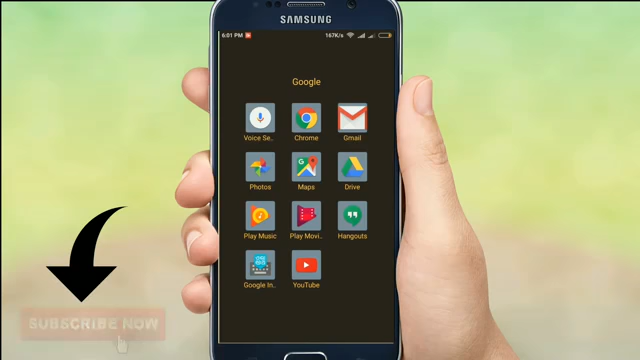 SAMSUNG
6:01 PM 167K/s
Google
Voice Se.. Chrome Gmail
Photos Maps Drive
Play Music Play Movi.. Hangouts
Google In.. YouTube
SUBSCRIBE NOW